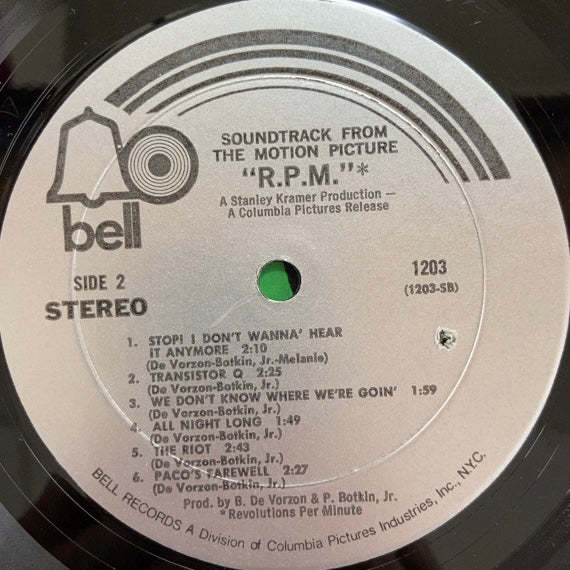 bell
SOUNDTRACK FROM
THE MOTION PICTURE
"R.P.M."*
A Stanley Kramer Production —
A Columbia Pictures Release
SIDE 2
STEREO
1203
(1203-SB)
1. STOP! I DON'T WANNA' HEAR
IT ANYMORE 2:10
(De Vorzon-Botkin, Jr.-Melanie)
2. TRANSISTOR Q 2:25
(De Vorzon-Botkin, Jr.)
3. WE DON'T KNOW WHERE WE'RE GOIN' 1:59
(De Vorzon-Botkin, Jr.)
4. ALL NIGHT LONG 1:49
(De Vorzon-Botkin, Jr.)
5. THE RIOT 2:43
(De Vorzon-Botkin, Jr.)
6. PACO'S FAREWELL 2:27
(De Vorzon-Botkin, Jr.)
Prod. by B. De Vorzon & P. Botkin, Jr.
*Revolutions Per Minute
BELL RECORDS A Division of Columbia Pictures Industries, Inc., N.Y.C.